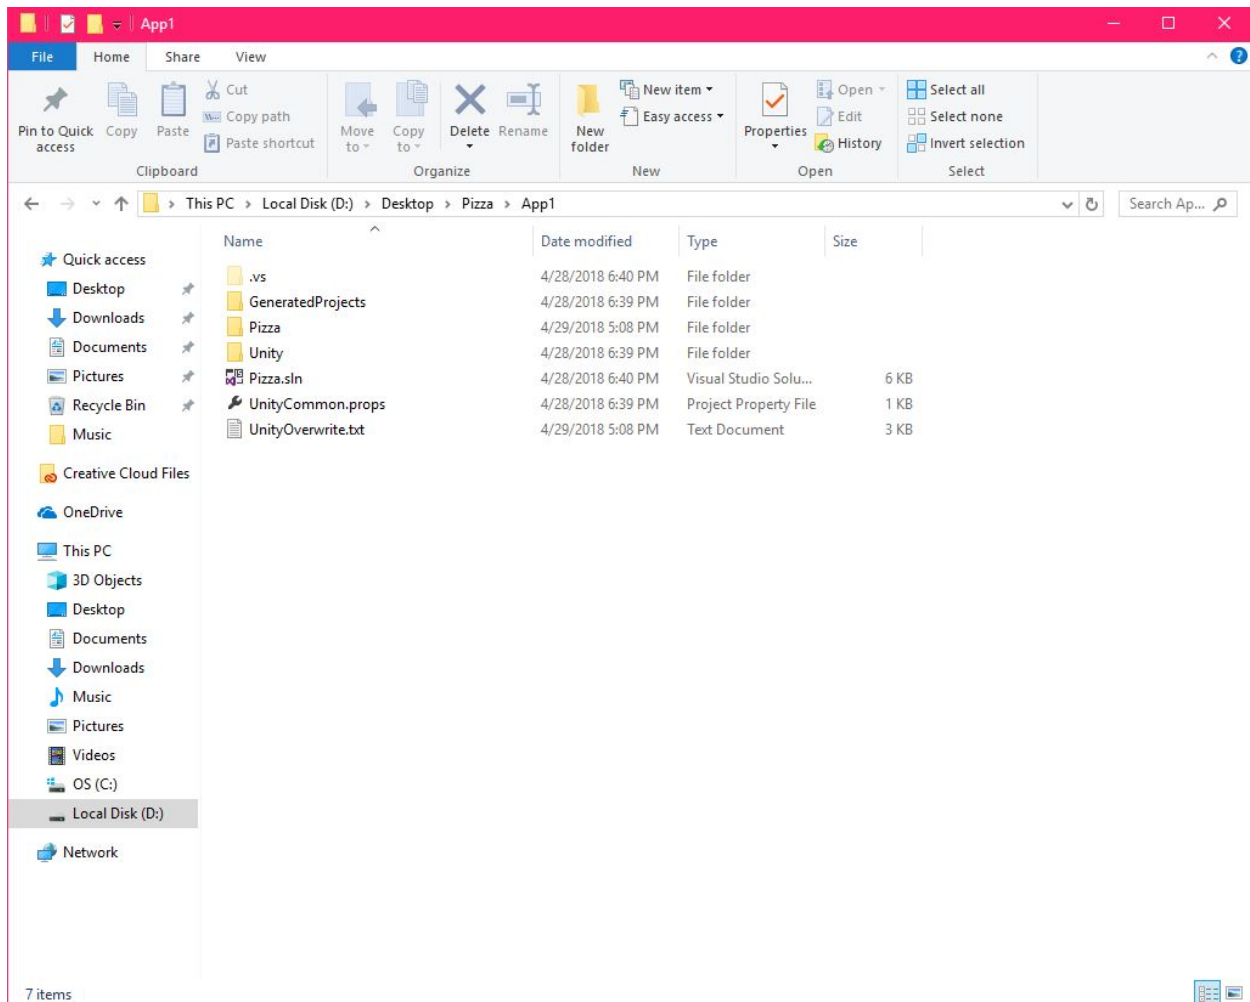 App1
File Home Share View
Pin to Quick access
Copy
Paste
Cut
Copy path
Paste shortcut
Clipboard
Move to
Copy to
Delete
Rename
Organize
New folder
New item
Easy access
New
Properties
Open
Edit
History
Open
Select all
Select none
Invert selection
Select
This PC > Local Disk (D:) > Desktop > Pizza > App1
Search Ap...
Quick access
Desktop
Downloads
Documents
Pictures
Recycle Bin
Music
Creative Cloud Files
OneDrive
This PC
3D Objects
Desktop
Documents
Downloads
Music
Pictures
Videos
OS (C:)
Local Disk (D:)
Network
Name Date modified Type Size
.vs 4/28/2018 6:40 PM File folder
GeneratedProjects 4/28/2018 6:39 PM File folder
Pizza 4/29/2018 5:08 PM File folder
Unity 4/28/2018 6:39 PM File folder
Pizza.sln 4/28/2018 6:40 PM Visual Studio Solu... 6 KB
UnityCommon.props 4/28/2018 6:39 PM Project Property File 1 KB
UnityOverwrite.txt 4/29/2018 5:08 PM Text Document 3 KB
7 items